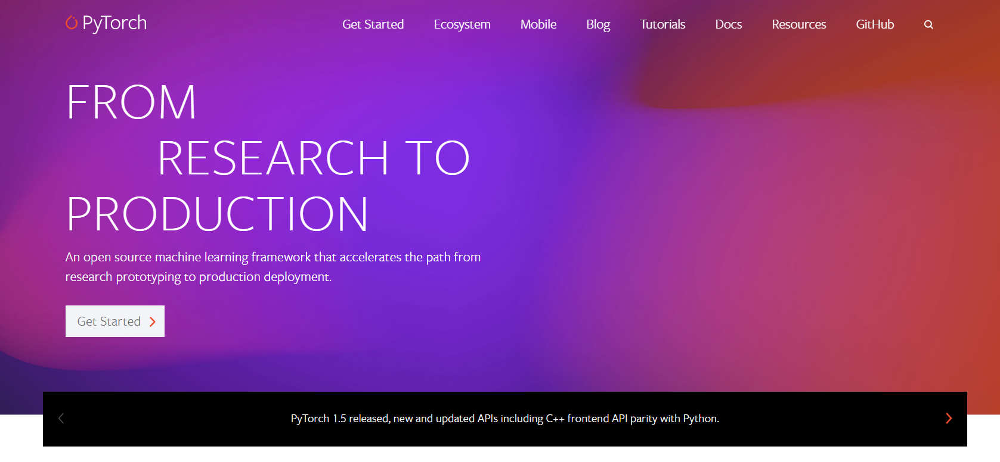 PyTorch
Get Started
Ecosystem
Mobile
Blog
Tutorials
Docs
Resources
GitHub
FROM
RESEARCH TO
PRODUCTION
An open source machine learning framework that accelerates the path from
research prototyping to production deployment.
Get Started
PyTorch 1.5 released, new and updated APIs including C++ frontend API parity with Python.